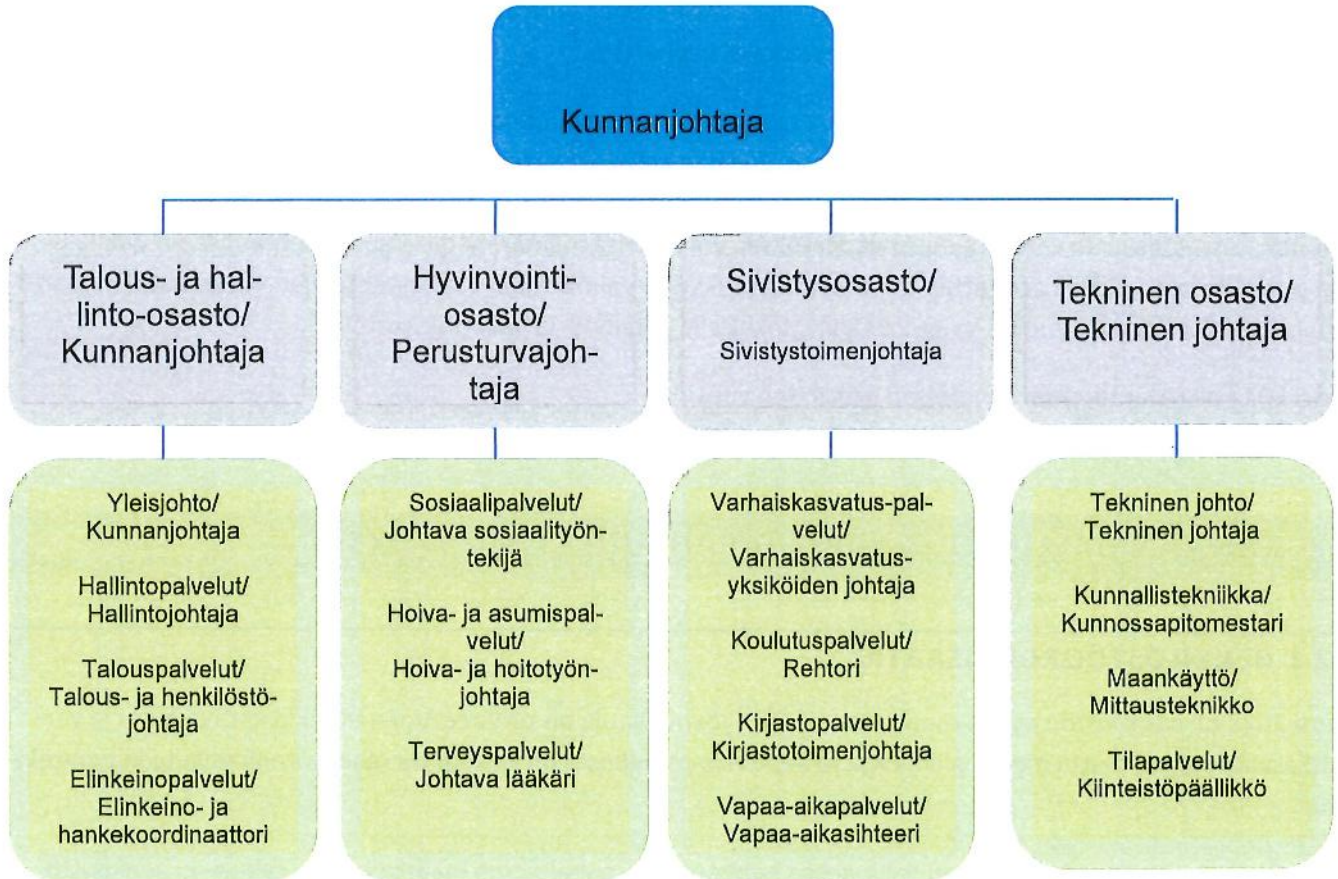 Kunnanjohtaja
Talous- ja hal-
linto-osasto/
Kunnanjohtaja
Hyvinvointi-
osasto/
Perusturvajoh-
taja
Sivistysosasto/
Sivistystoimenjohtaja
Tekninen osasto/
Tekninen johtaja
Yleisjohto/
Kunnanjohtaja
Hallintopalvelut/
Hallintojohtaja
Talouspalvelut/
Talous- ja henkilöstö-
johtaja
Elinkeinopalvelut/
Elinkeino- ja
hankekoordinaattori
Sosiaalipalvelut/
Johtava sosiaalityön-
tekijä
Hoiva- ja asumispal-
velut/
Hoiva- ja hoitotyön-
johtaja
Terveyspalvelut/
Johtava lääkäri
Varhaiskasvatus-pal-
velut/
Varhaiskasvatus-
yksiköiden johtaja
Koulutuspalvelut/
Rehtori
Kirjastopalvelut/
Kirjastotoimenjohtaja
Vapaa-aikapalvelut/
Vapaa-aikasihteeri
Tekninen johto/
Tekninen johtaja
Kunnallistekniikka/
Kunnossapitomestari
Maankäyttö/
Mittausteknikko
Tilapalvelut/
Kiinteistöpäällikkö